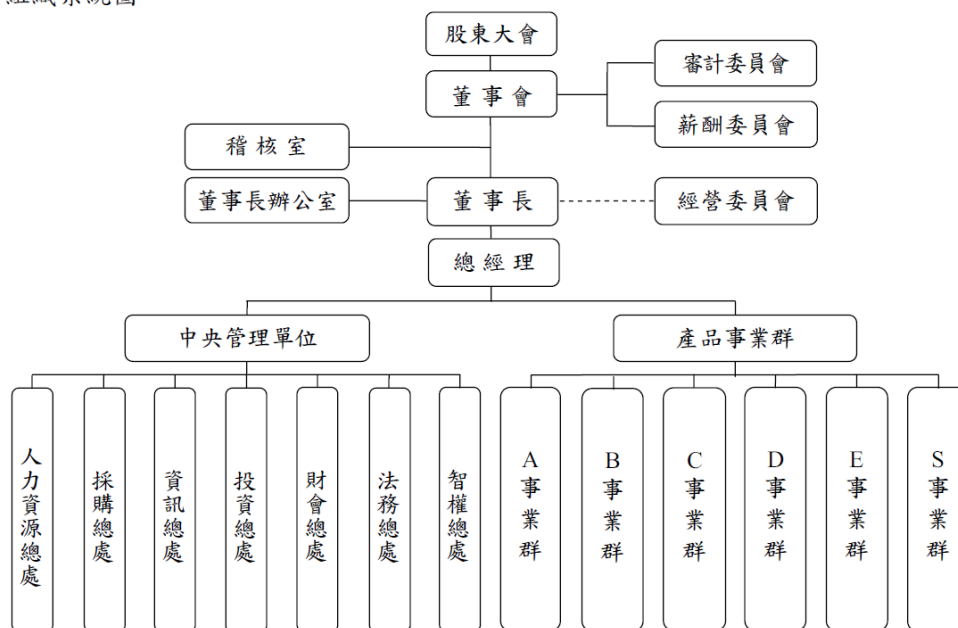 組織系統圖
股東大會
審計委員會
董事會
薪酬委員會
稽核室
董事長辦公室
董事長
經營委員會
總經理
中央管理單位
產品事業群
人力資源總處
採購總處
資訊總處
投資總處
財會總處
法務總處
智權總處
A事業群
B事業群
C事業群
D事業群
E事業群
S事業群